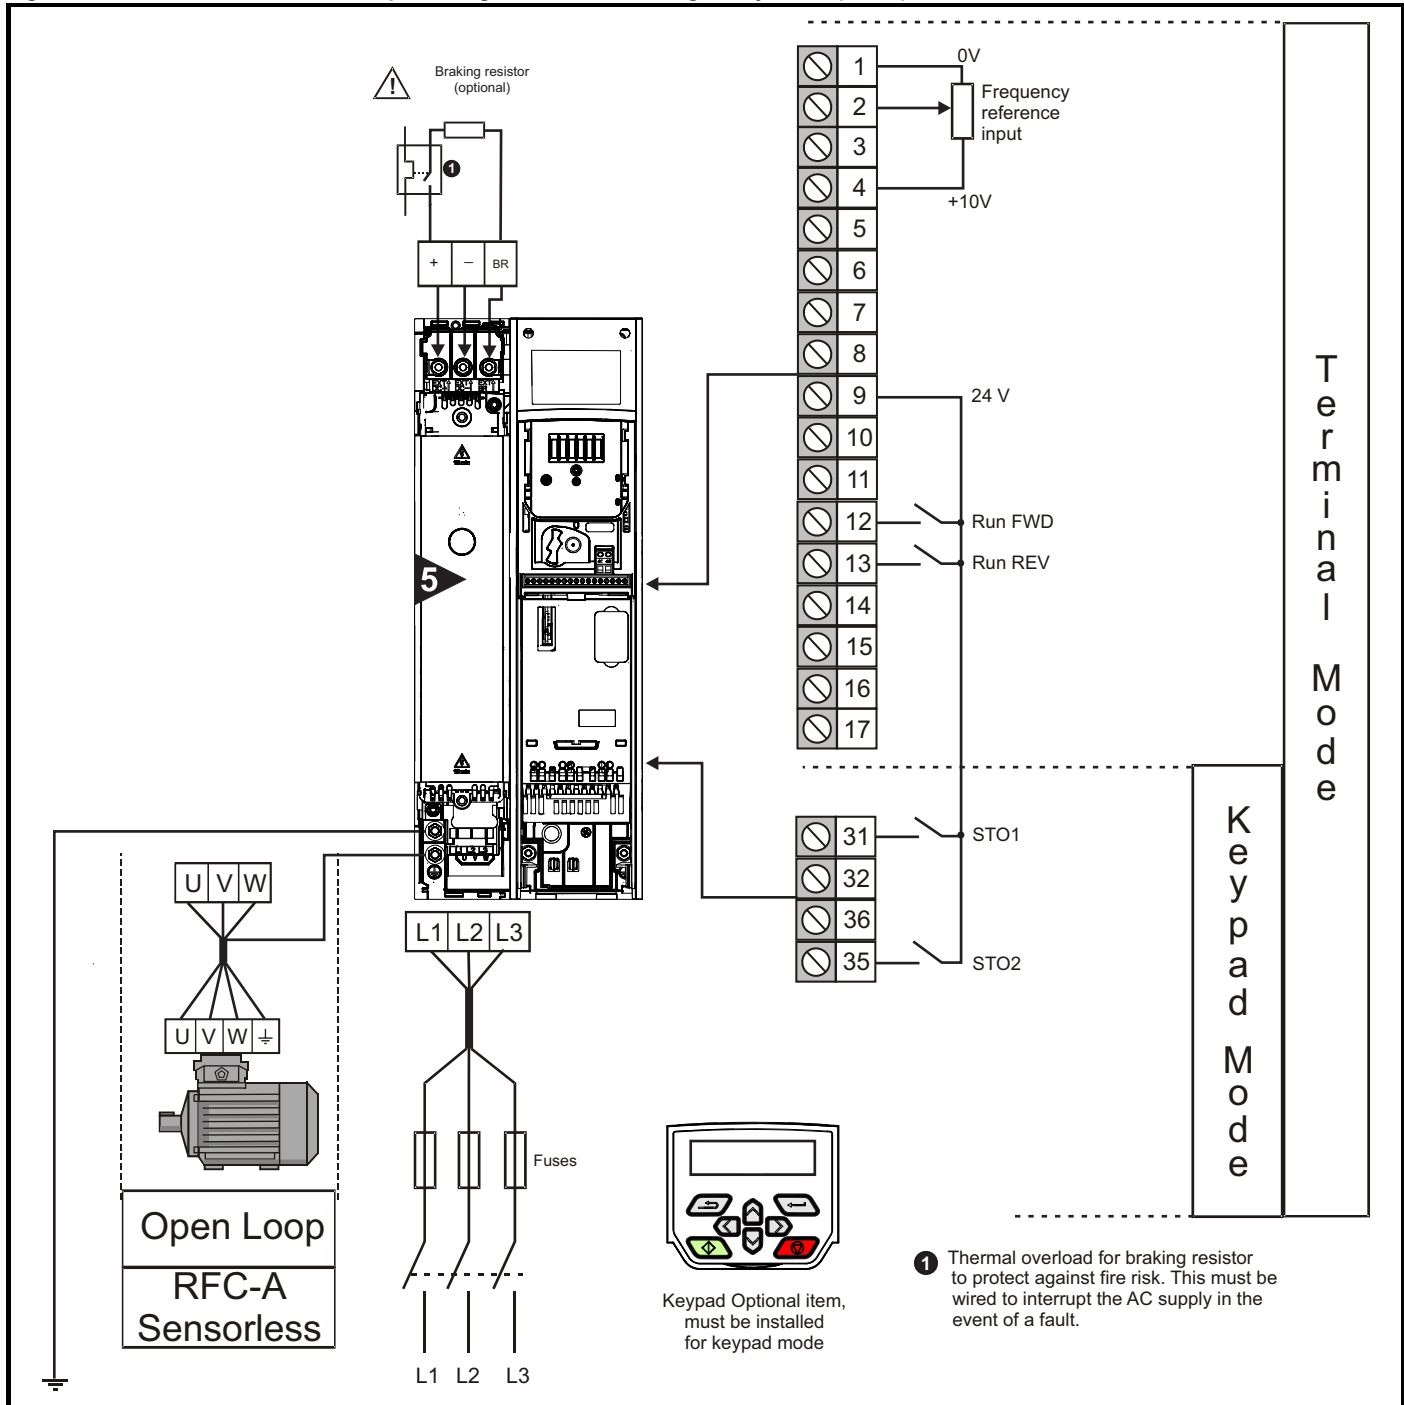 Braking resistor
(optional)
1
+ – BR
5
U V W
U V W
L1 L2 L3
Fuses
L1 L2 L3
Open Loop
RFC-A
Sensorless
Keypad Optional item,
must be installed
for keypad mode
1
2
3
4
5
6
7
8
9
10
11
12
13
14
15
16
17
0V
Frequency
reference
input
+10V
24 V
Run FWD
Run REV
31
32
36
35
STO1
STO2
Keypad Mode
Terminal Mode
1 Thermal overload for braking resistor
to protect against fire risk. This must be
wired to interrupt the AC supply in the
event of a fault.